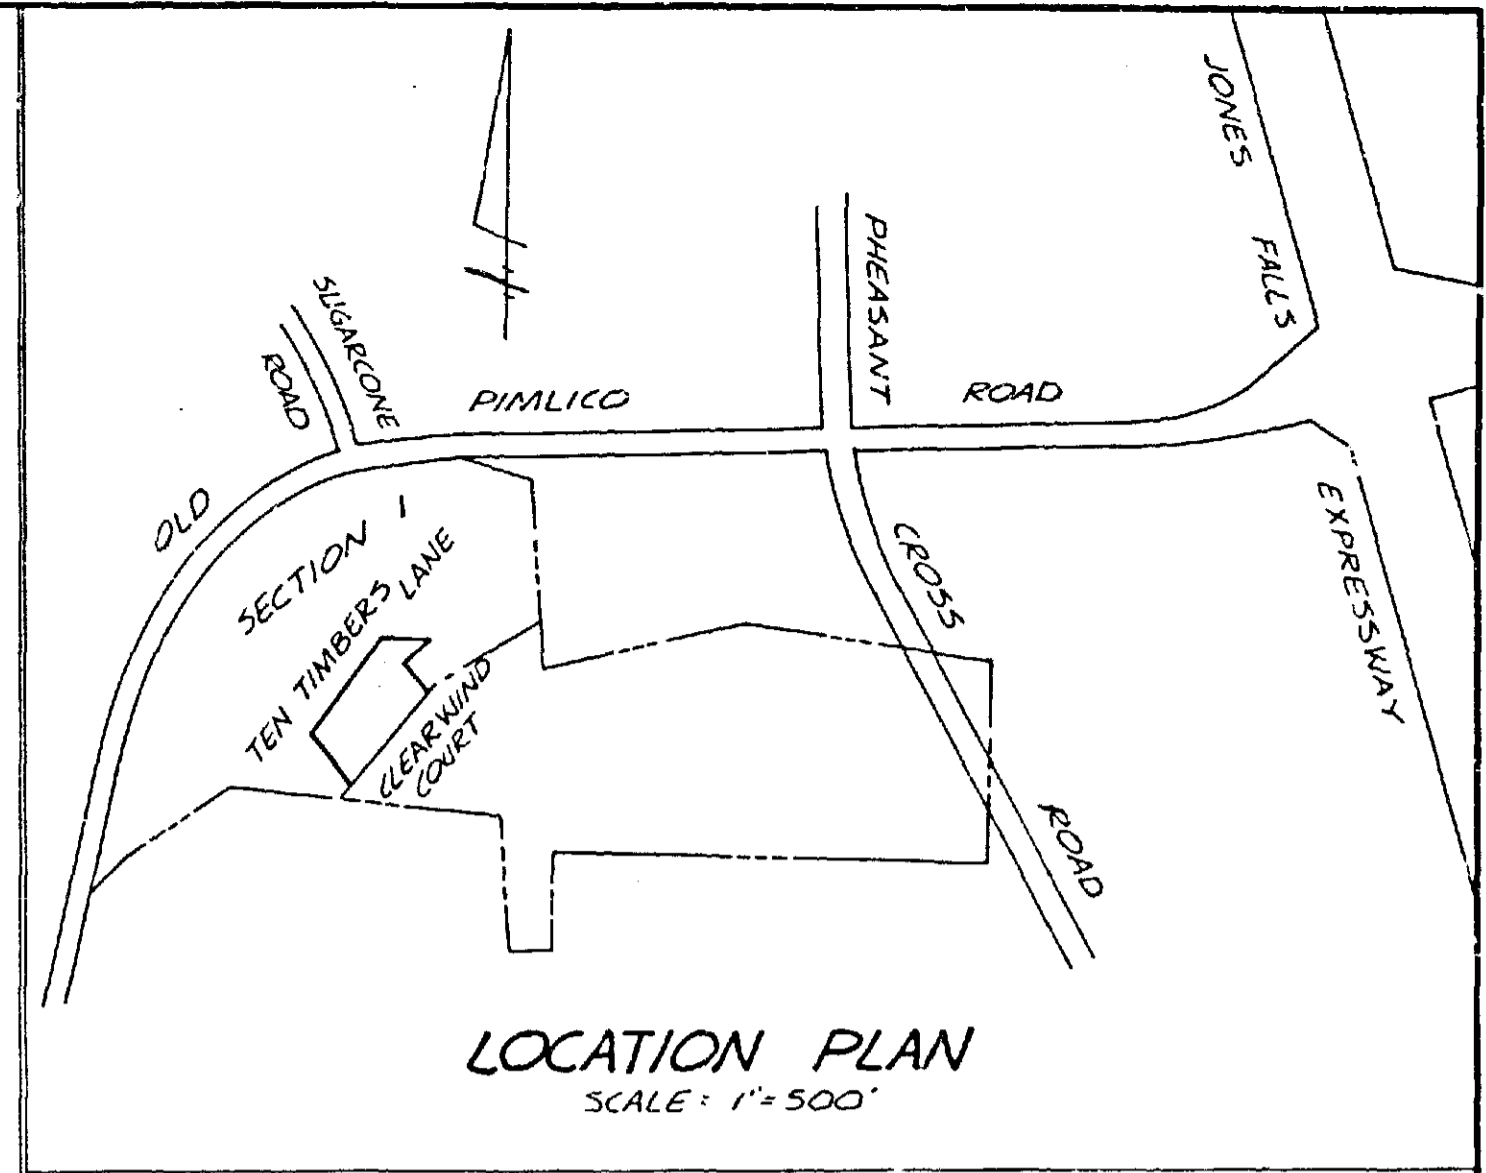 JONES
FALLS
EXPRESSWAY
PHEASANT
CROSS
ROAD
SUGARCONE
ROAD
OLD
PIMLICO
ROAD
SECTION 1
TEN TIMBERS LANE
CLEARWIND
COURT
LOCATION PLAN
SCALE: 1"=500'